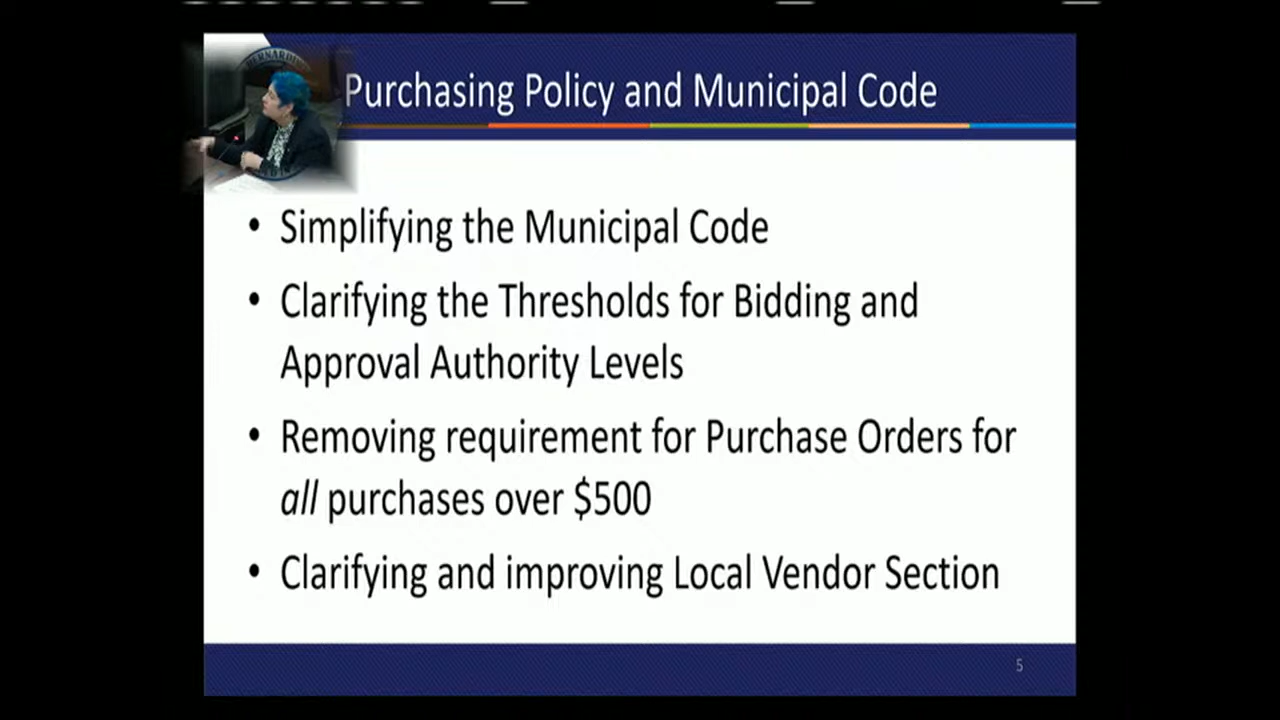 Purchasing Policy and Municipal Code
• Simplifying the Municipal Code
• Clarifying the Thresholds for Bidding and
Approval Authority Levels
• Removing requirement for Purchase Orders for
all purchases over $500
• Clarifying and improving Local Vendor Section
5